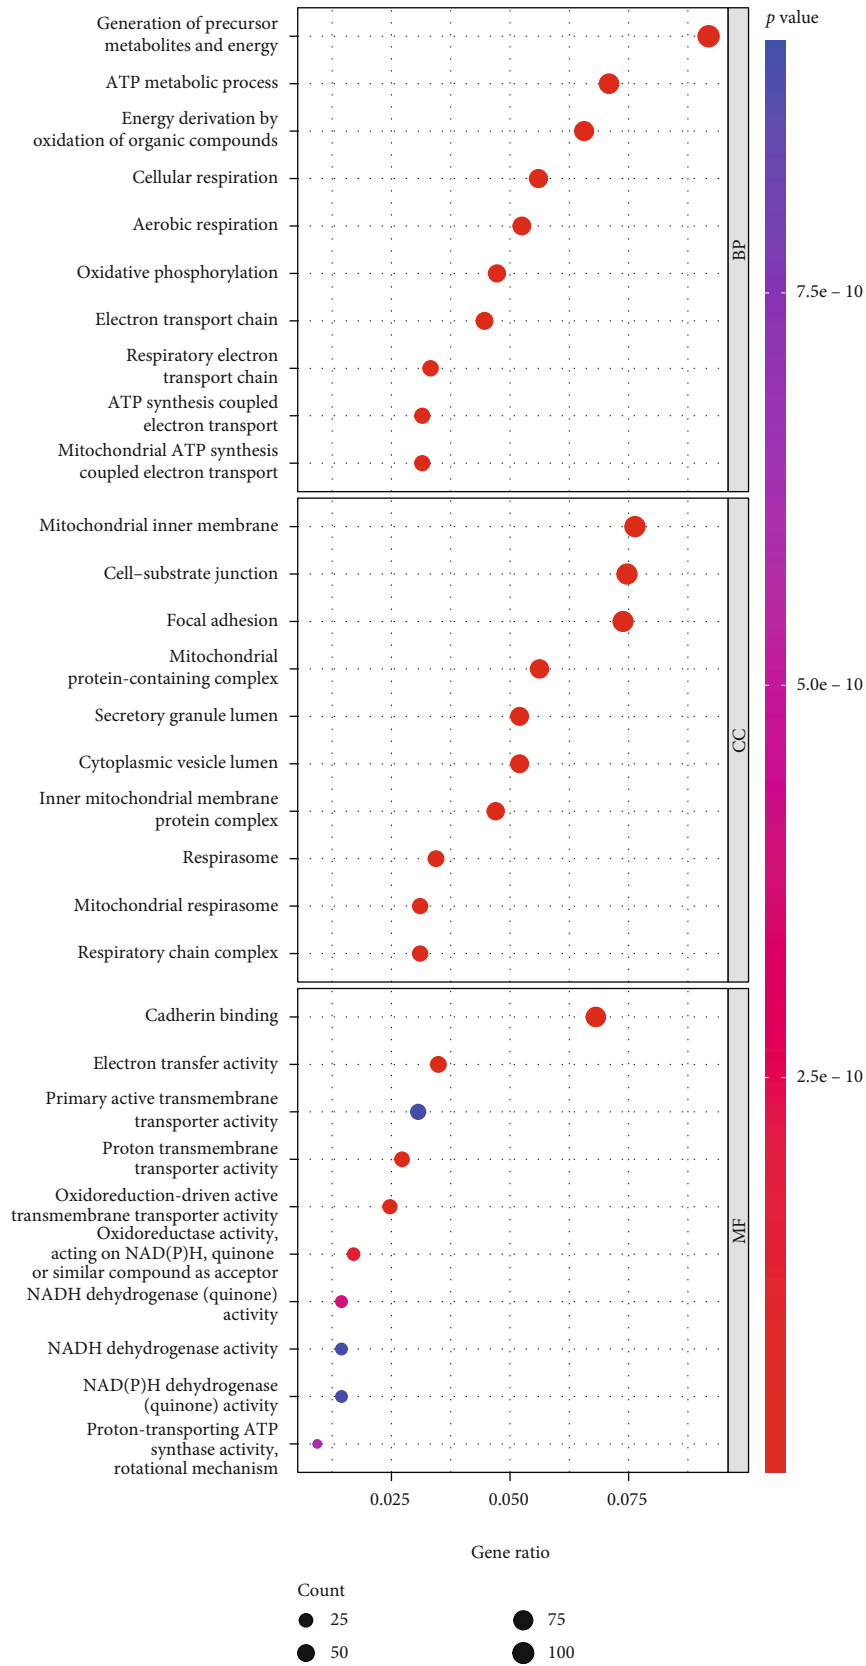 p value
Generation of precursor
metabolites and energy
ATP metabolic process
Energy derivation by
oxidation of organic compounds
Cellular respiration
Aerobic respiration
Oxidative phosphorylation
Electron transport chain
Respiratory electron
transport chain
ATP synthesis coupled
electron transport
Mitochondrial ATP synthesis
coupled electron transport
BP
Mitochondrial inner membrane
Cell–substrate junction
Focal adhesion
Mitochondrial
protein-containing complex
Secretory granule lumen
Cytoplasmic vesicle lumen
Inner mitochondrial membrane
protein complex
Respirasome
Mitochondrial respirasome
Respiratory chain complex
CC
Cadherin binding
Electron transfer activity
Primary active transmembrane
transporter activity
Proton transmembrane
transporter activity
Oxidoreduction-driven active
transmembrane transporter activity
Oxidoreductase activity,
acting on NAD(P)H, quinone
or similar compound as acceptor
NADH dehydrogenase (quinone)
activity
NADH dehydrogenase activity
NAD(P)H dehydrogenase
(quinone) activity
Proton-transporting ATP
synthase activity,
rotational mechanism
MF
7.5e – 10
5.0e – 10
2.5e – 10
0.025 0.050 0.075
Gene ratio
Count
25 75
50 100